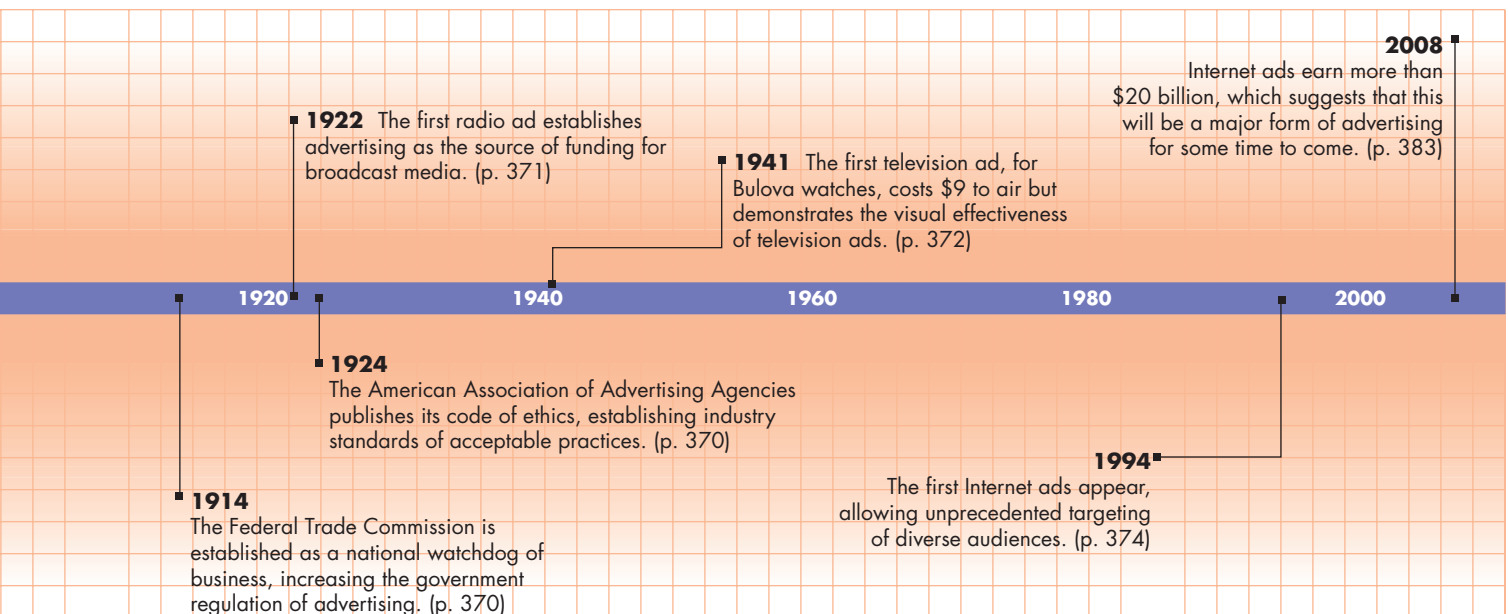 2008
Internet ads earn more than
$20 billion, which suggests that this
will be a major form of advertising
for some time to come. (p. 383)
1922 The first radio ad establishes
advertising as the source of funding for
broadcast media. (p. 371)
1941 The first television ad, for
Bulova watches, costs $9 to air but
demonstrates the visual effectiveness
of television ads. (p. 372)
1920 1940 1960 1980 2000
1924
The American Association of Advertising Agencies
publishes its code of ethics, establishing industry
standards of acceptable practices. (p. 370)
1994
The first Internet ads appear,
allowing unprecedented targeting
of diverse audiences. (p. 374)
1914
The Federal Trade Commission is
established as a national watchdog of
business, increasing the government
regulation of advertising. (p. 370)